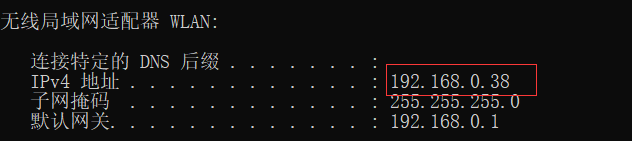 无线局域网适配器 WLAN:
连接特定的 DNS 后缀 . . . . . . . :
IPv4 地址 . . . . . . . . . . . . : 192.168.0.38
子网掩码 . . . . . . . . . . . . : 255.255.255.0
默认网关. . . . . . . . . . . . . : 192.168.0.1